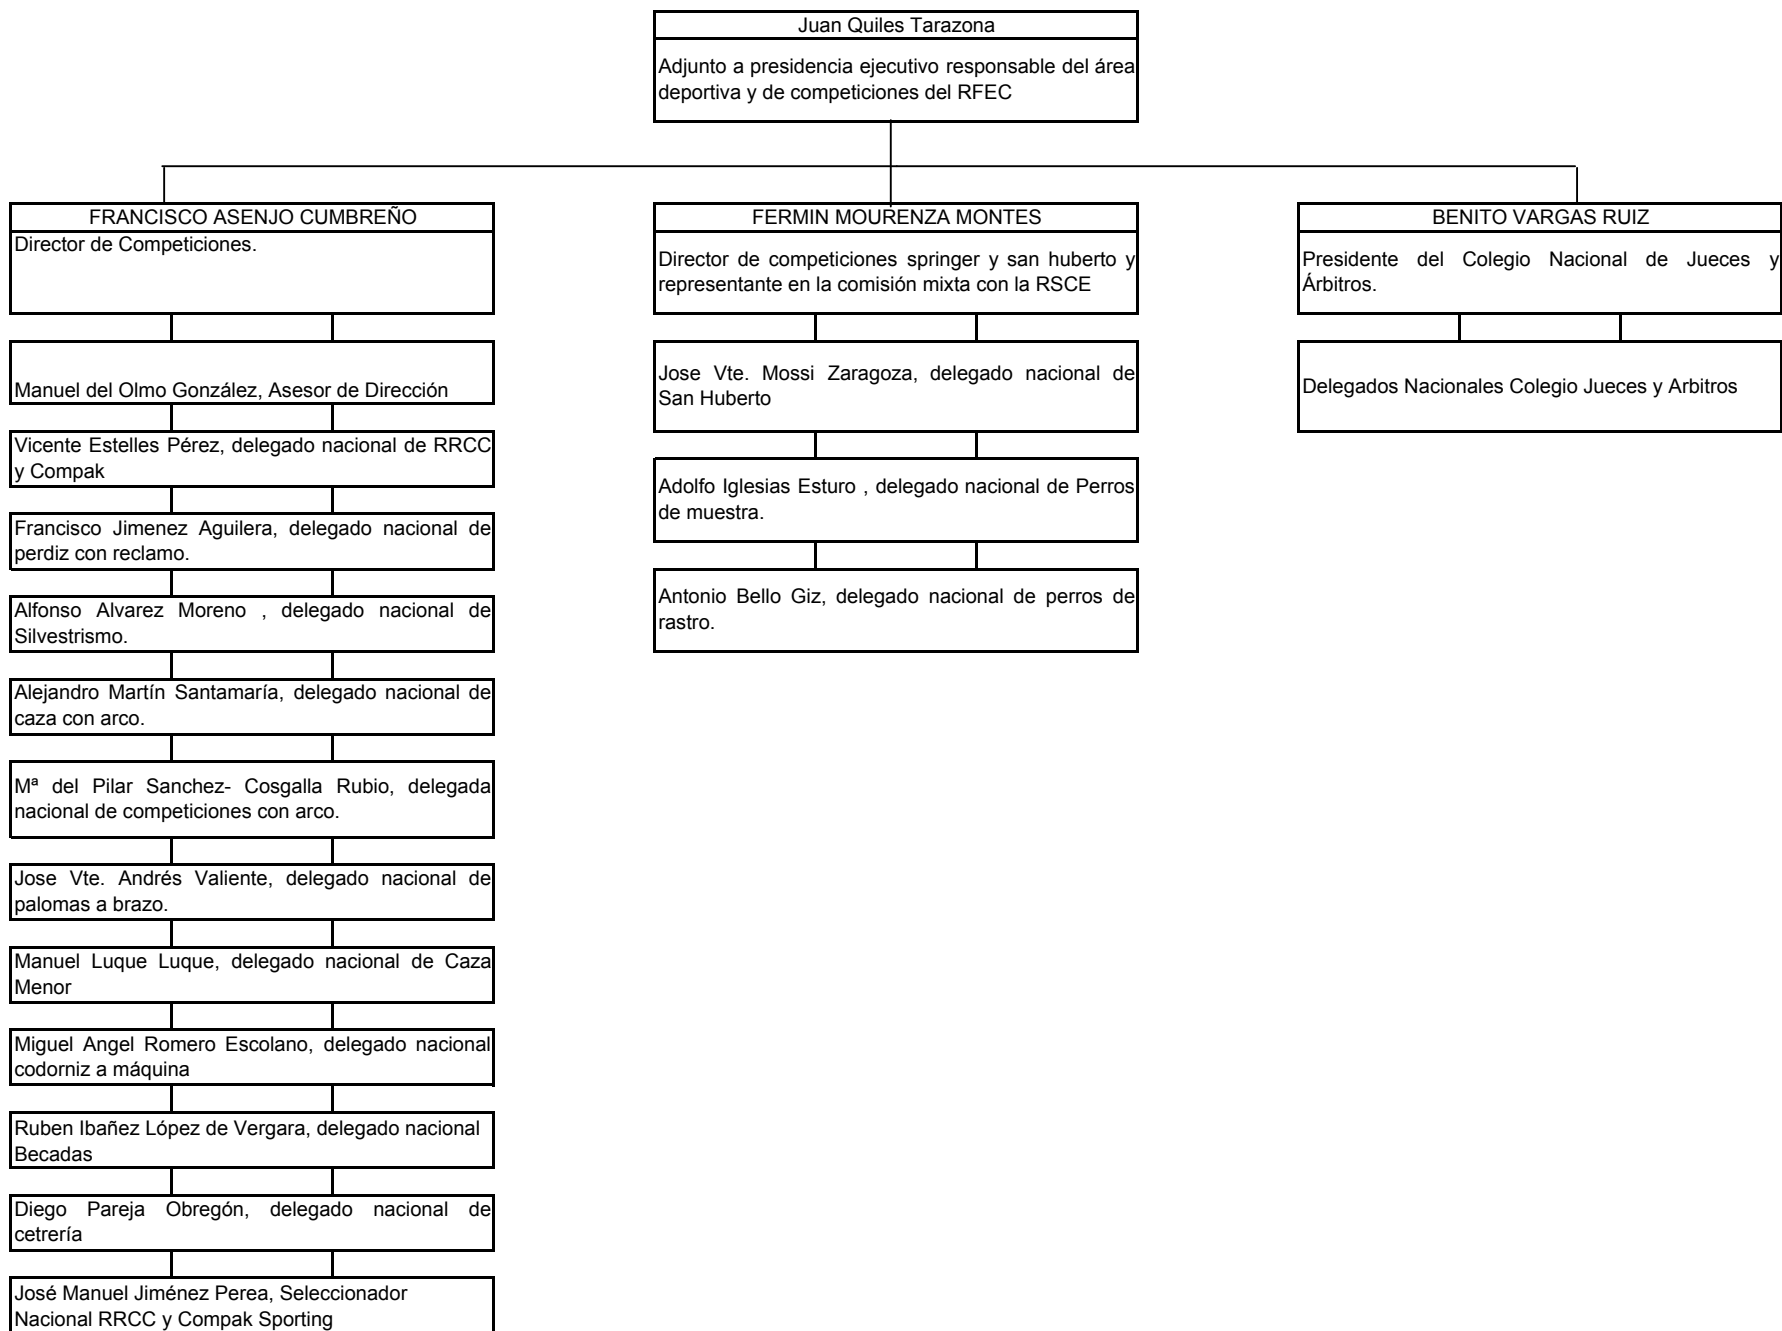 Juan Quiles Tarazona
Adjunto a presidencia ejecutivo responsable del área
deportiva y de competiciones del RFEC
FRANCISCO ASENJO CUMBREÑO
Director de Competiciones.
Manuel del Olmo González, Asesor de Dirección
Vicente Estelles Pérez, delegado nacional de RRCC
y Compak
Francisco Jimenez Aguilera, delegado nacional de
perdiz con reclamo.
Alfonso Alvarez Moreno , delegado nacional de
Silvestrismo.
Alejandro Martín Santamaría, delegado nacional de
caza con arco.
Mª del Pilar Sanchez- Cosgalla Rubio, delegada
nacional de competiciones con arco.
Jose Vte. Andrés Valiente, delegado nacional de
palomas a brazo.
Manuel Luque Luque, delegado nacional de Caza
Menor
Miguel Angel Romero Escolano, delegado nacional
codorniz a máquina
Ruben Ibañez López de Vergara, delegado nacional
Becadas
Diego Pareja Obregón, delegado nacional de
cetrería
José Manuel Jiménez Perea, Seleccionador
Nacional RRCC y Compak Sporting
FERMIN MOURENZA MONTES
Director de competiciones springer y san huberto y
representante en la comisión mixta con la RSCE
Jose Vte. Mossi Zaragoza, delegado nacional de
San Huberto
Adolfo Iglesias Esturo , delegado nacional de Perros
de muestra.
Antonio Bello Giz, delegado nacional de perros de
rastro.
BENITO VARGAS RUIZ
Presidente del Colegio Nacional de Jueces y
Árbitros.
Delegados Nacionales Colegio Jueces y Arbitros